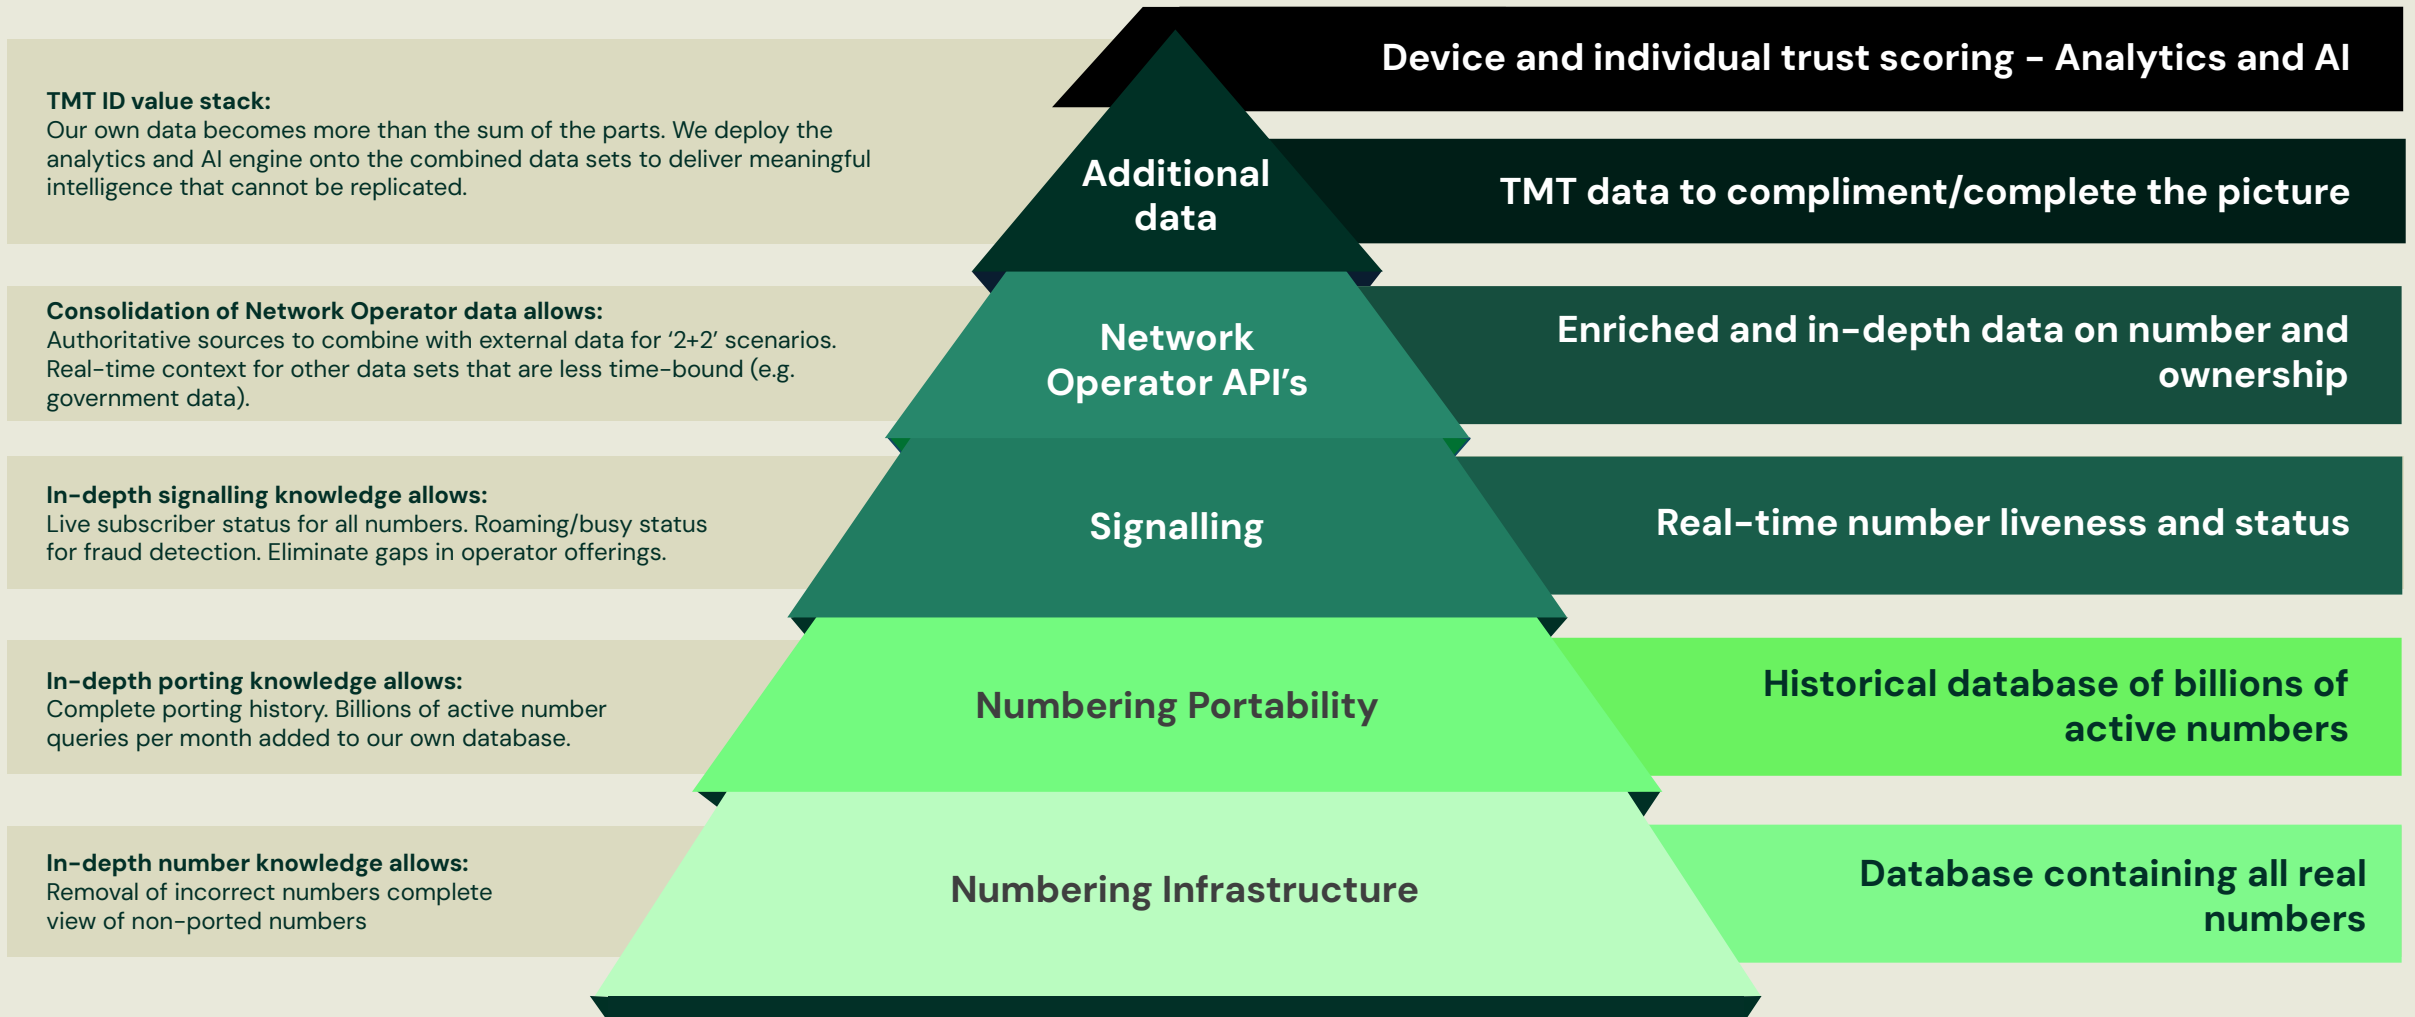 Device and individual trust scoring - Analytics and AI
TMT ID value stack:
Our own data becomes more than the sum of the parts. We deploy the
analytics and AI engine onto the combined data sets to deliver meaningful
intelligence that cannot be replicated.
Additional
data
TMT data to compliment/complete the picture
Consolidation of Network Operator data allows:
Authoritative sources to combine with external data for ‘2+2’ scenarios.
Real-time context for other data sets that are less time-bound (e.g.
government data).
Network
Operator API’s
Enriched and in-depth data on number and
ownership
In-depth signalling knowledge allows:
Live subscriber status for all numbers. Roaming/busy status
for fraud detection. Eliminate gaps in operator offerings.
Signalling
Real-time number liveness and status
In-depth porting knowledge allows:
Complete porting history. Billions of active number
queries per month added to our own database.
Numbering Portability
Historical database of billions of
active numbers
In-depth number knowledge allows:
Removal of incorrect numbers complete
view of non-ported numbers
Numbering Infrastructure
Database containing all real
numbers